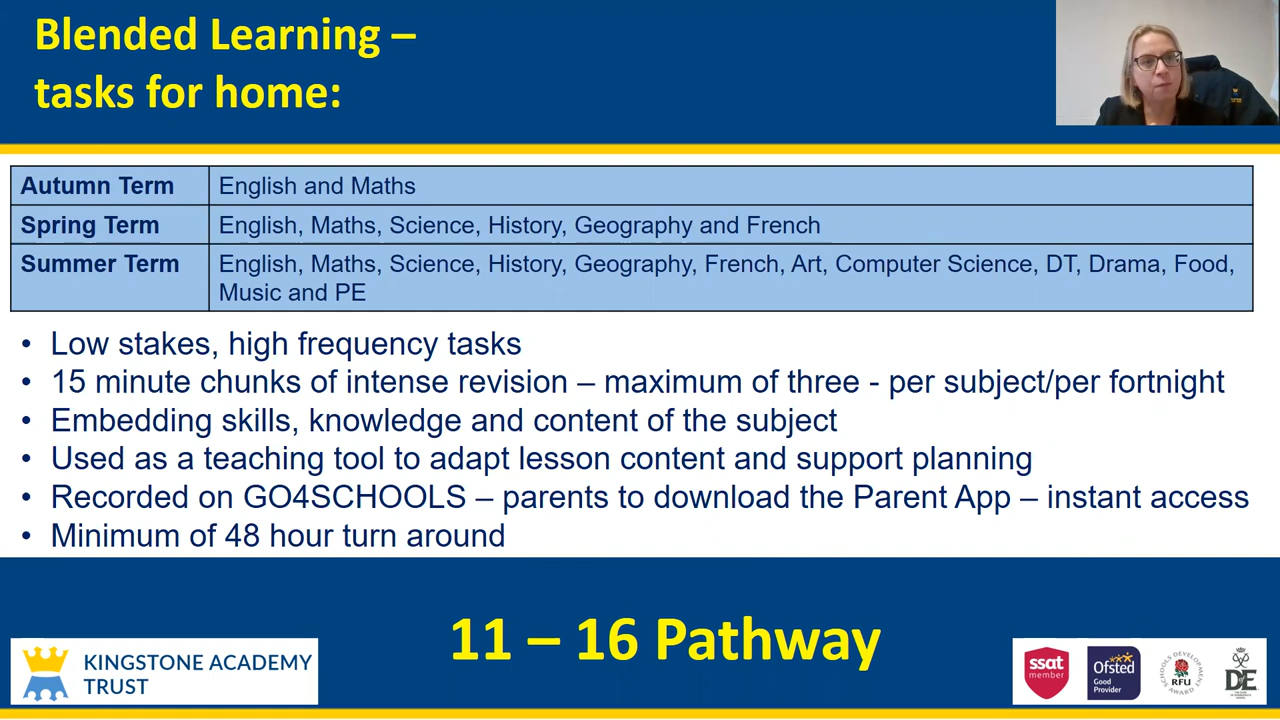 Blended Learning –
tasks for home:
Autumn Term English and Maths
Spring Term English, Maths, Science, History, Geography and French
Summer Term English, Maths, Science, History, Geography, French, Art, Computer Science, DT, Drama, Food,
Music and PE
• Low stakes, high frequency tasks
• 15 minute chunks of intense revision – maximum of three - per subject/per fortnight
• Embedding skills, knowledge and content of the subject
• Used as a teaching tool to adapt lesson content and support planning
• Recorded on GO4SCHOOLS – parents to download the Parent App – instant access
• Minimum of 48 hour turn around
11 – 16 Pathway
KINGSTONE ACADEMY
TRUST
ssat
member
Ofsted
Good
Provider
SCHOOLS DEVELOPMENT
RFU
AWARD
DE